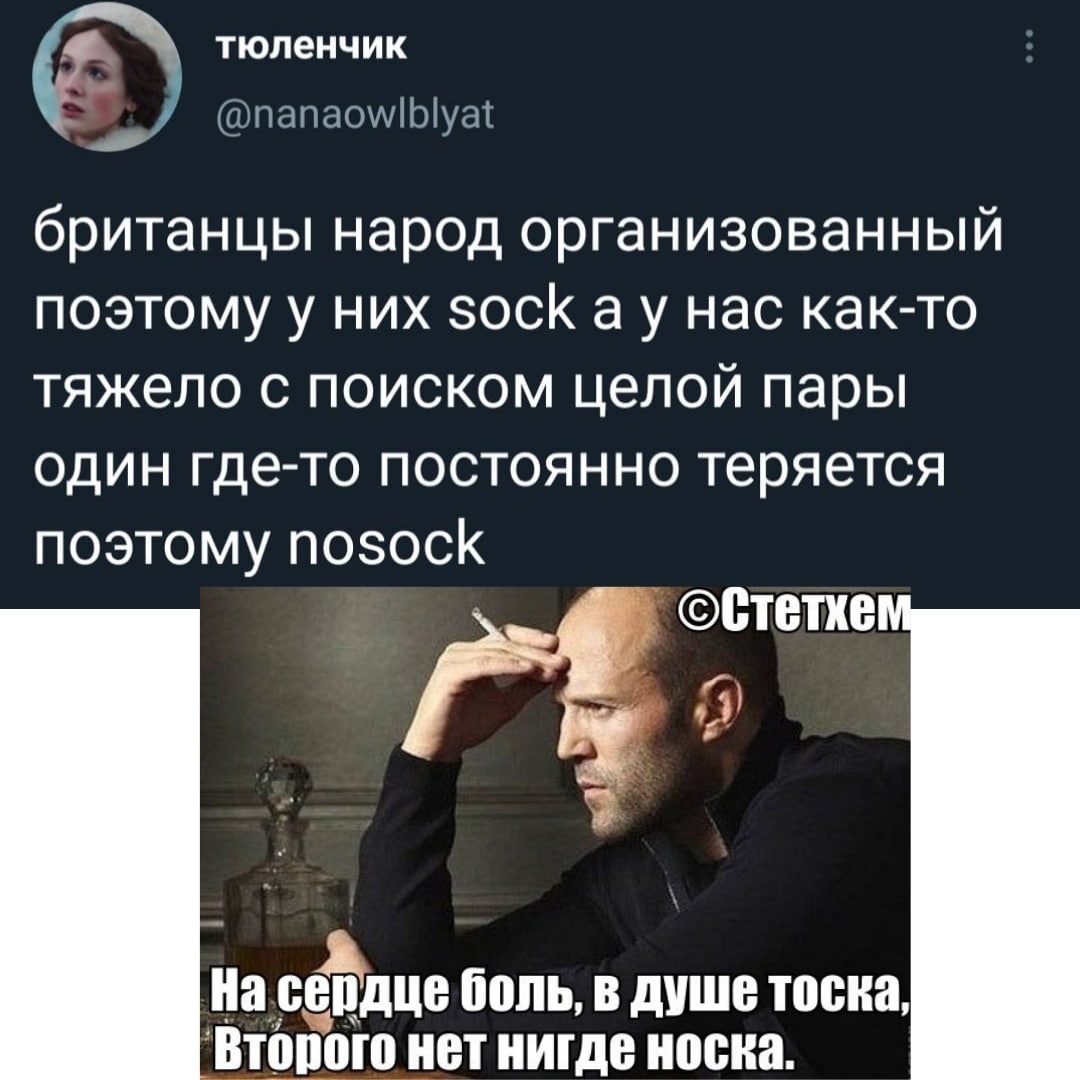 тюленчик
@nanaowlBlyat
британцы народ организованный
поэтому у них sock а у нас как-то
тяжело с поиском целой пары
один где-то постоянно теряется
поэтому nosock
©Стетхем
На сердце боль, в душе тоска,
Второго нет нигде носка.